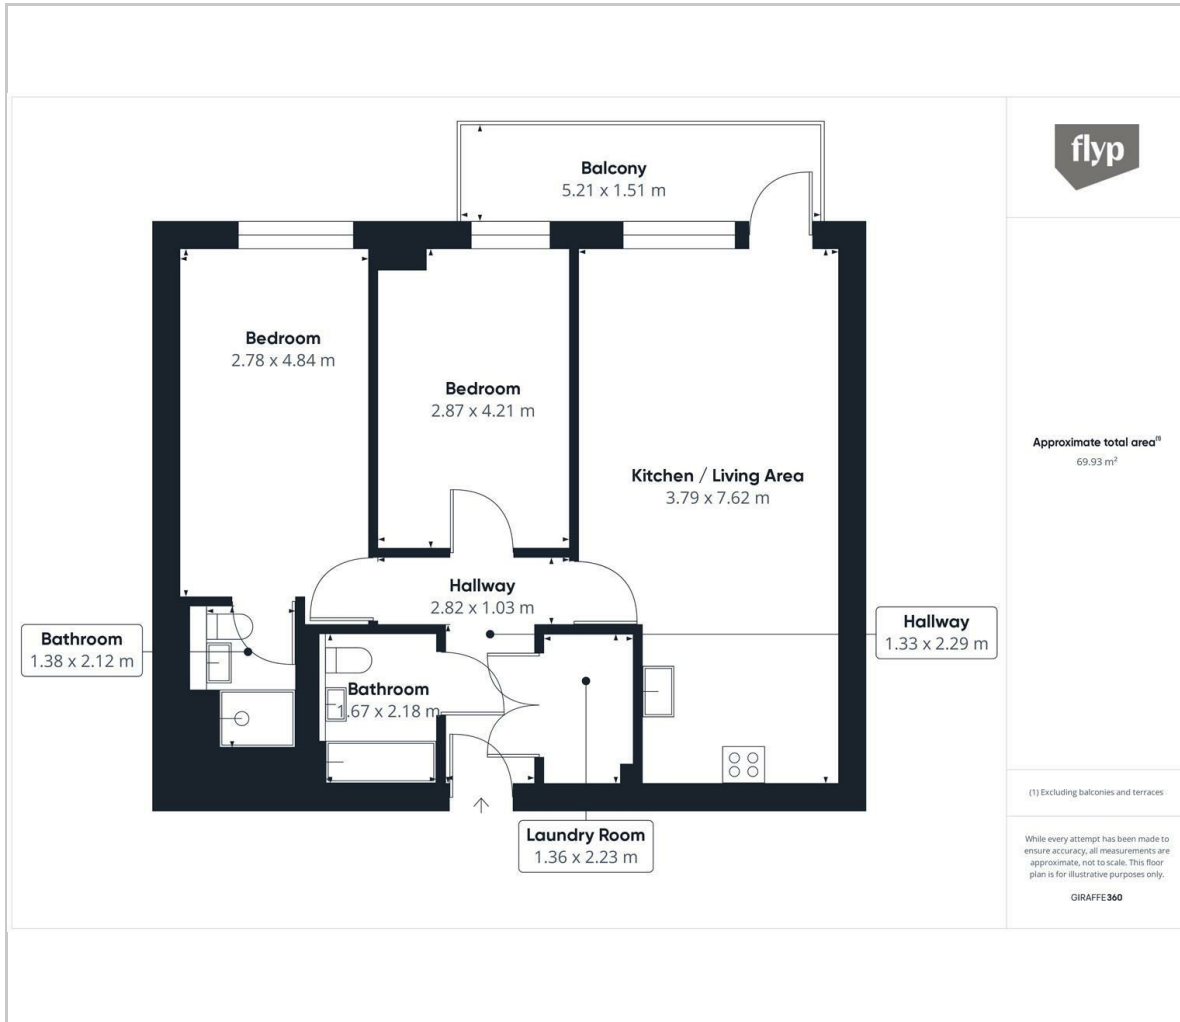 flyp
Balcony
5.21 x 1.51 m
Bedroom
2.78 x 4.84 m
Bedroom
2.87 x 4.21 m
Kitchen / Living Area
3.79 x 7.62 m
Hallway
2.82 x 1.03 m
Hallway
1.33 x 2.29 m
Bathroom
1.38 x 2.12 m
Bathroom
1.67 x 2.18 m
Laundry Room
1.36 x 2.23 m
Approximate total area⁽¹⁾
69.93 m²
(1) Excluding balconies and terraces
While every attempt has been made to
ensure accuracy, all measurements are
approximate, not to scale. This floor
plan is for illustrative purposes only.
GIRAFFE360